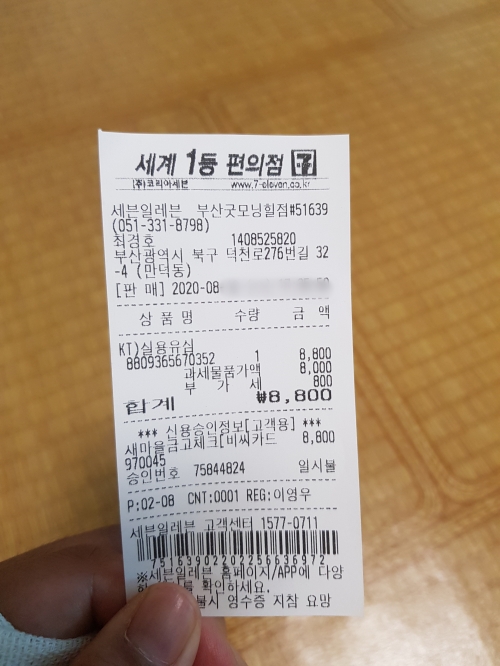 세계 1등 편의점 7
(주)코리아세븐 www.7-eleven.co.kr
세븐일레븐 부산굿모닝힐점#51639
(051-331-8798)
최경호 1408525820
부산광역시 북구 덕천로276번길 32
-4 (만덕동)
[판 매] 2020-08
상 품 명 수량 금 액
KT)실용유심
8809365670352 1 8,800
과세물품가액 8,000
부 가 세 800
합계 ₩8,800
*** 신용승인정보[고객용] ***
새마을금고체크[비씨카드 8,800
970045
승인번호 75844824 일시불
P:02-08 CNT:0001 REG:이영우
세븐일레븐 고객센터 1577-0711
75163902202256636972
※세븐일레븐 홈페이지/APP에 다양
를 확인하세요.
불시 영수증 지참 요망